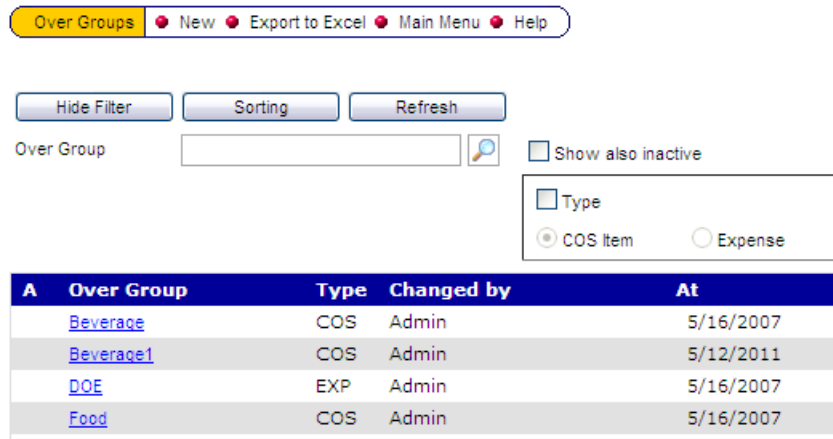 Over Groups New Export to Excel Main Menu Help
Hide Filter Sorting Refresh
Over Group Show also inactive
Type
COS Item Expense
A Over Group Type Changed by At
Beverage COS Admin 5/16/2007
Beverage1 COS Admin 5/12/2011
DOE EXP Admin 5/16/2007
Food COS Admin 5/16/2007